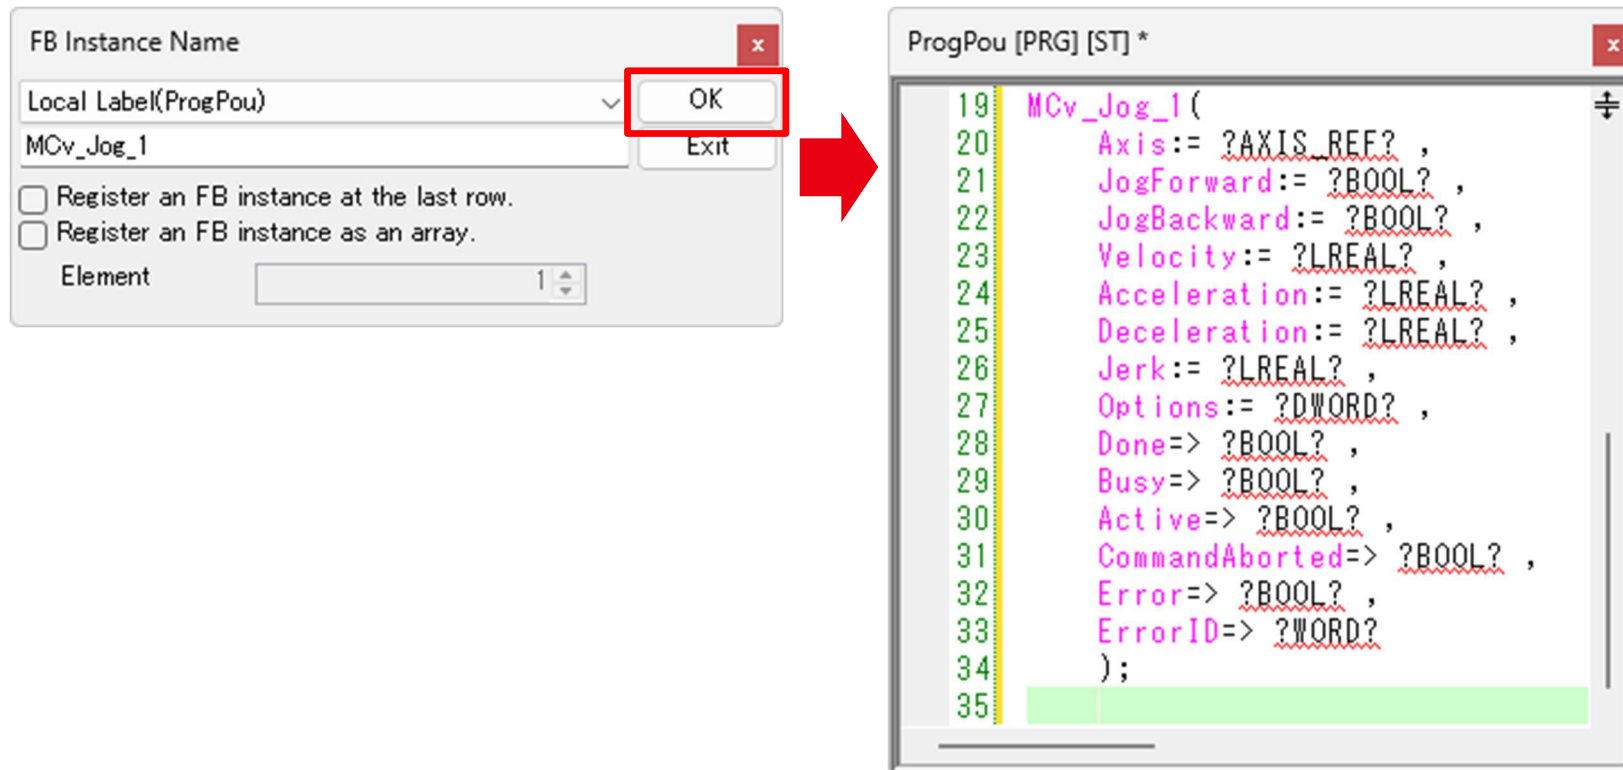 FB Instance Name
x
Local Label(ProgPou)
OK
MCv_Jog_1
Exit
Register an FB instance at the last row.
Register an FB instance as an array.
Element
1
ProgPou [PRG] [ST] *
x
19 MCv_Jog_1(
20 Axis:= ?AXIS_REF? ,
21 JogForward:= ?BOOL? ,
22 JogBackward:= ?BOOL? ,
23 Velocity:= ?LREAL? ,
24 Acceleration:= ?LREAL? ,
25 Deceleration:= ?LREAL? ,
26 Jerk:= ?LREAL? ,
27 Options:= ?DWORD? ,
28 Done=> ?BOOL? ,
29 Busy=> ?BOOL? ,
30 Active=> ?BOOL? ,
31 CommandAborted=> ?BOOL? ,
32 Error=> ?BOOL? ,
33 ErrorID=> ?WORD?
34 );
35